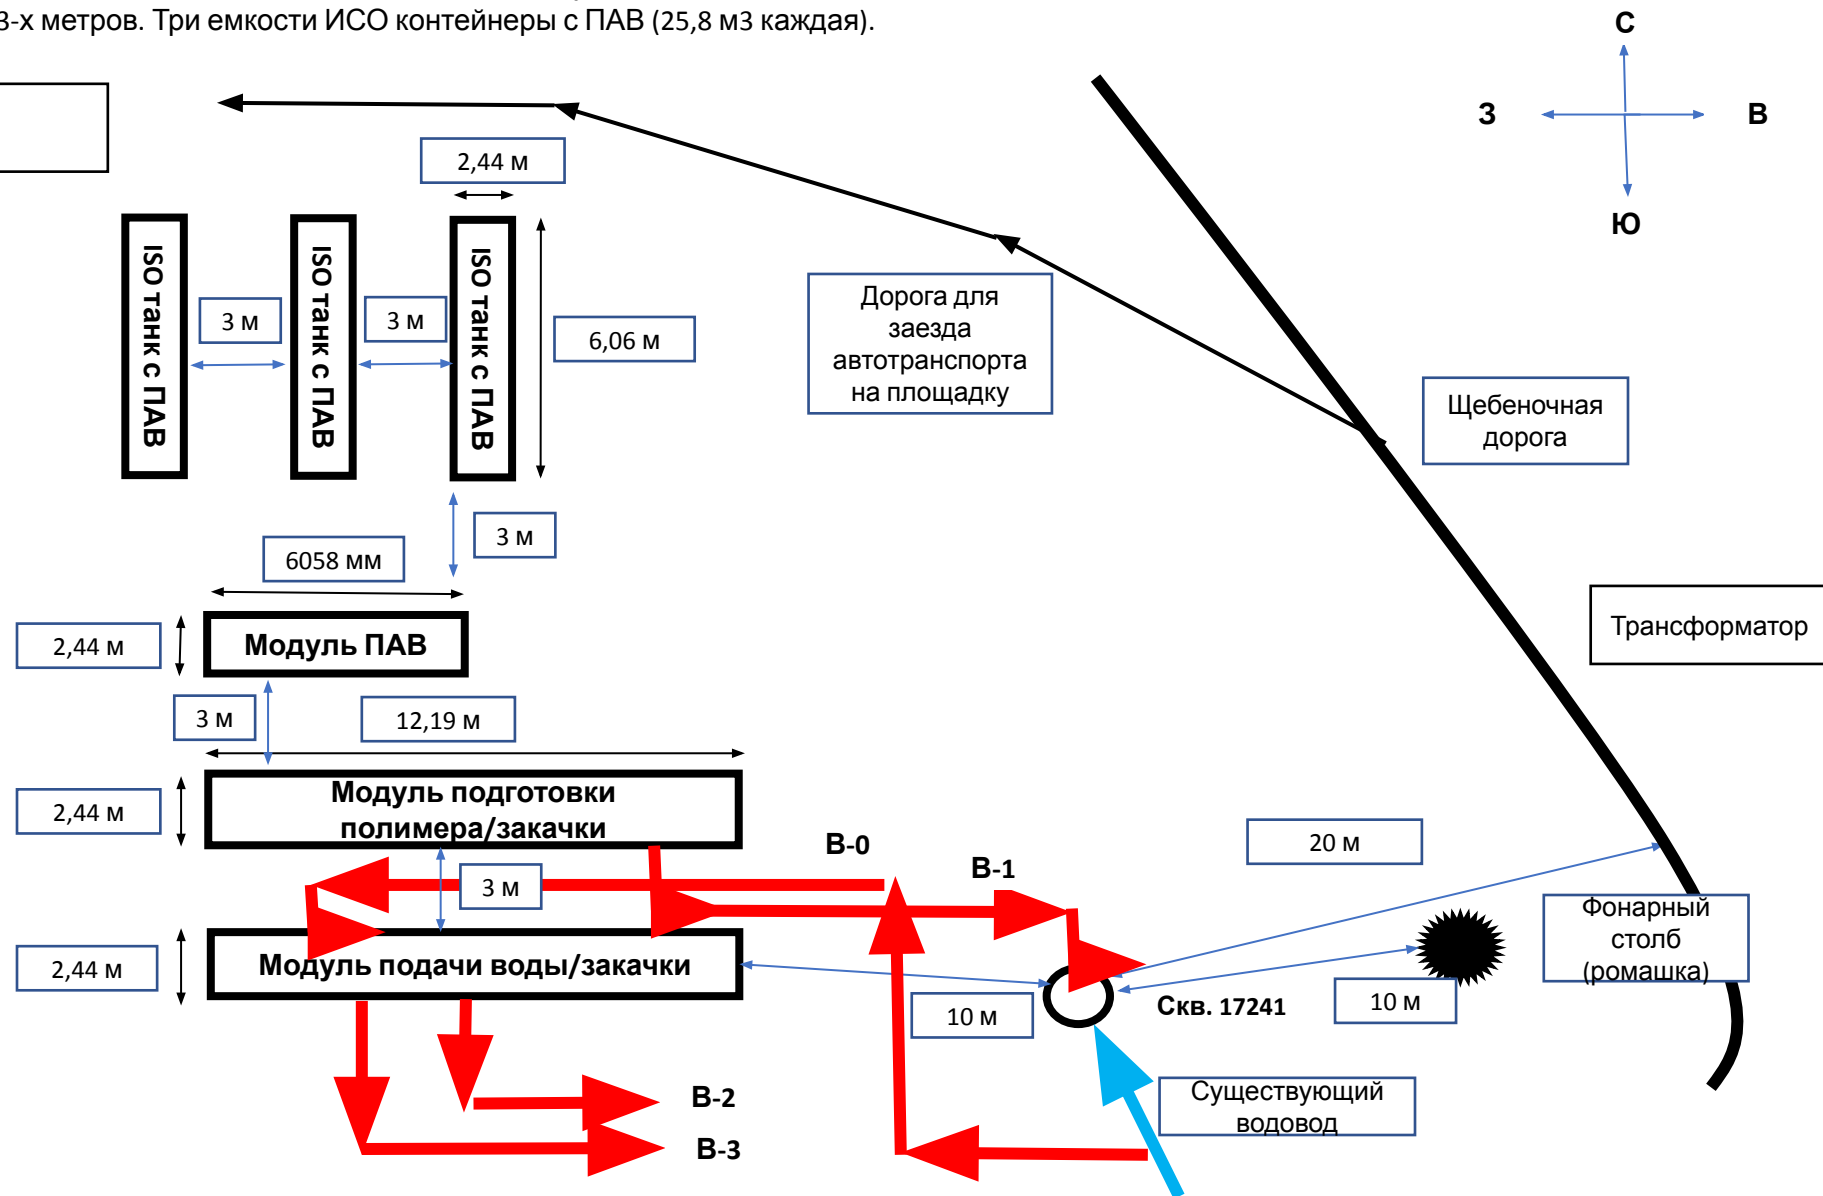 3-х метров. Три емкости ИСО контейнеры с ПАВ (25,8 м3 каждая).
С
З
В
Ю
2,44 м
ISO танк с ПАВ
ISO танк с ПАВ
ISO танк с ПАВ
3 м
3 м
6,06 м
Дорога для
заезда
автотранспорта
на площадку
Щебеночная
дорога
3 м
6058 мм
2,44 м
Модуль ПАВ
Трансформатор
3 м
12,19 м
2,44 м
Модуль подготовки
полимера/закачки
В-0
В-1
20 м
3 м
Фонарный
столб
(ромашка)
2,44 м
Модуль подачи воды/закачки
10 м
Скв. 17241
10 м
В-2
В-3
Существующий
водовод